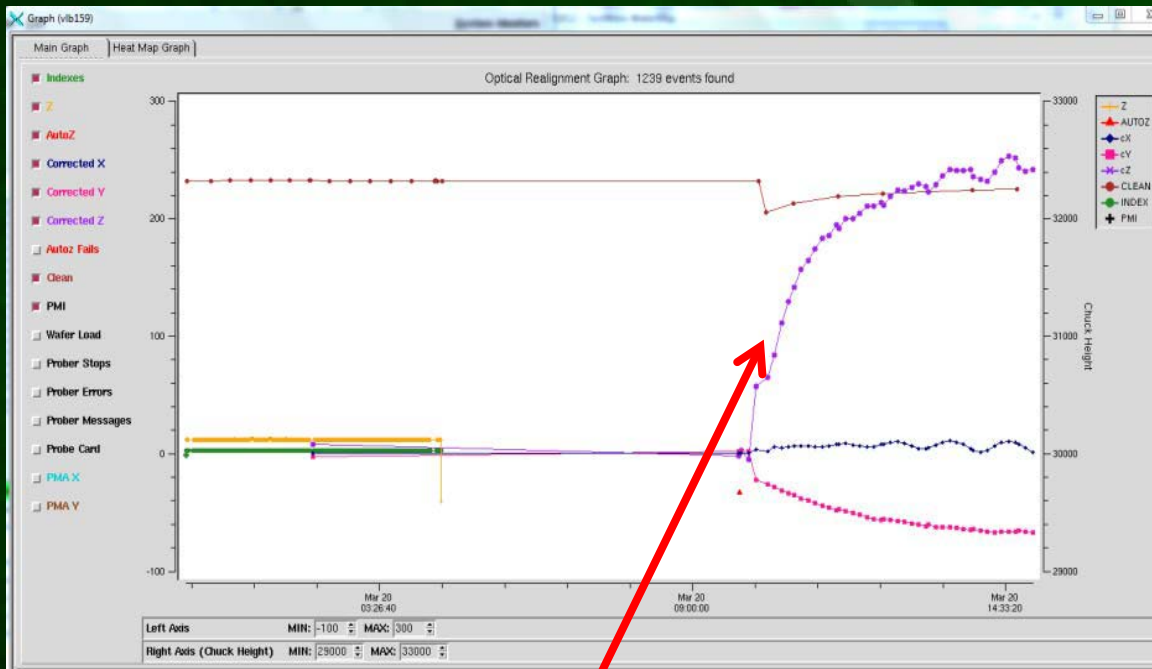 Graph (vlb159)
Main Graph
Heat Map Graph
Indexes
Z
AutoZ
Corrected X
Corrected Y
Corrected Z
Autoz Fails
Clean
PMI
Wafer Load
Prober Stops
Prober Errors
Prober Messages
Probe Card
PMA X
PMA Y
Optical Realignment Graph: 1239 events found
300
200
100
0
-100
33000
32000
31000
30000
29000
Chuck Height
Mar 20
03:26:40
Mar 20
09:00:00
Mar 20
14:33:20
Z
AUTOZ
cX
cY
cZ
CLEAN
INDEX
PMI
Left Axis MIN: -100 MAX: 300
Right Axis (Chuck Height) MIN: 29000 MAX: 33000